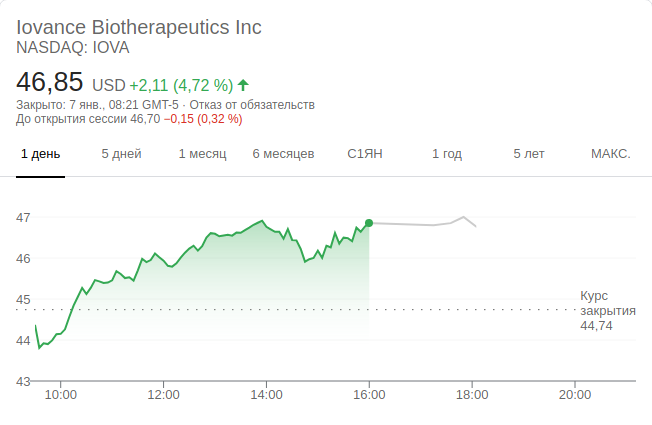 Iovance Biotherapeutics Inc
NASDAQ: IOVA
46,85 USD +2,11 (4,72 %)
Закрыто: 7 янв., 08:21 GMT-5 · Отказ от обязательств
До открытия сессии 46,70 −0,15 (0,32 %)
1 день 5 дней 1 месяц 6 месяцев С1ЯН 1 год 5 лет МАКС.
47
46
45
44
43
Курс
закрытия
44,74
10:00 12:00 14:00 16:00 18:00 20:00